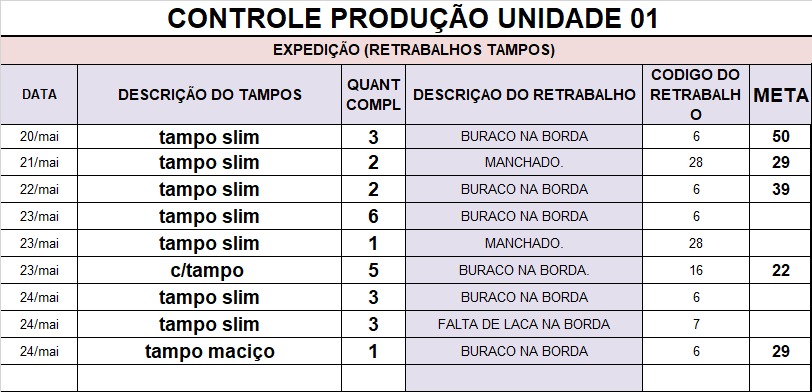 CONTROLE PRODUÇÃO UNIDADE 01
EXPEDIÇÃO (RETRABALHOS TAMPOS)
DATA DESCRIÇÃO DO TAMPOS QUANT COMPL DESCRIÇAO DO RETRABALHO CODIGO DO RETRABALHO META
20/mai tampo slim 3 BURACO NA BORDA 6 50
21/mai tampo slim 2 MANCHADO. 28 29
22/mai tampo slim 2 BURACO NA BORDA 6 39
23/mai tampo slim 6 BURACO NA BORDA 6
23/mai tampo slim 1 MANCHADO. 28
23/mai c/tampo 5 BURACO NA BORDA. 16 22
24/mai tampo slim 3 BURACO NA BORDA 6
24/mai tampo slim 3 FALTA DE LACA NA BORDA 7
24/mai tampo maciço 1 BURACO NA BORDA 6 29